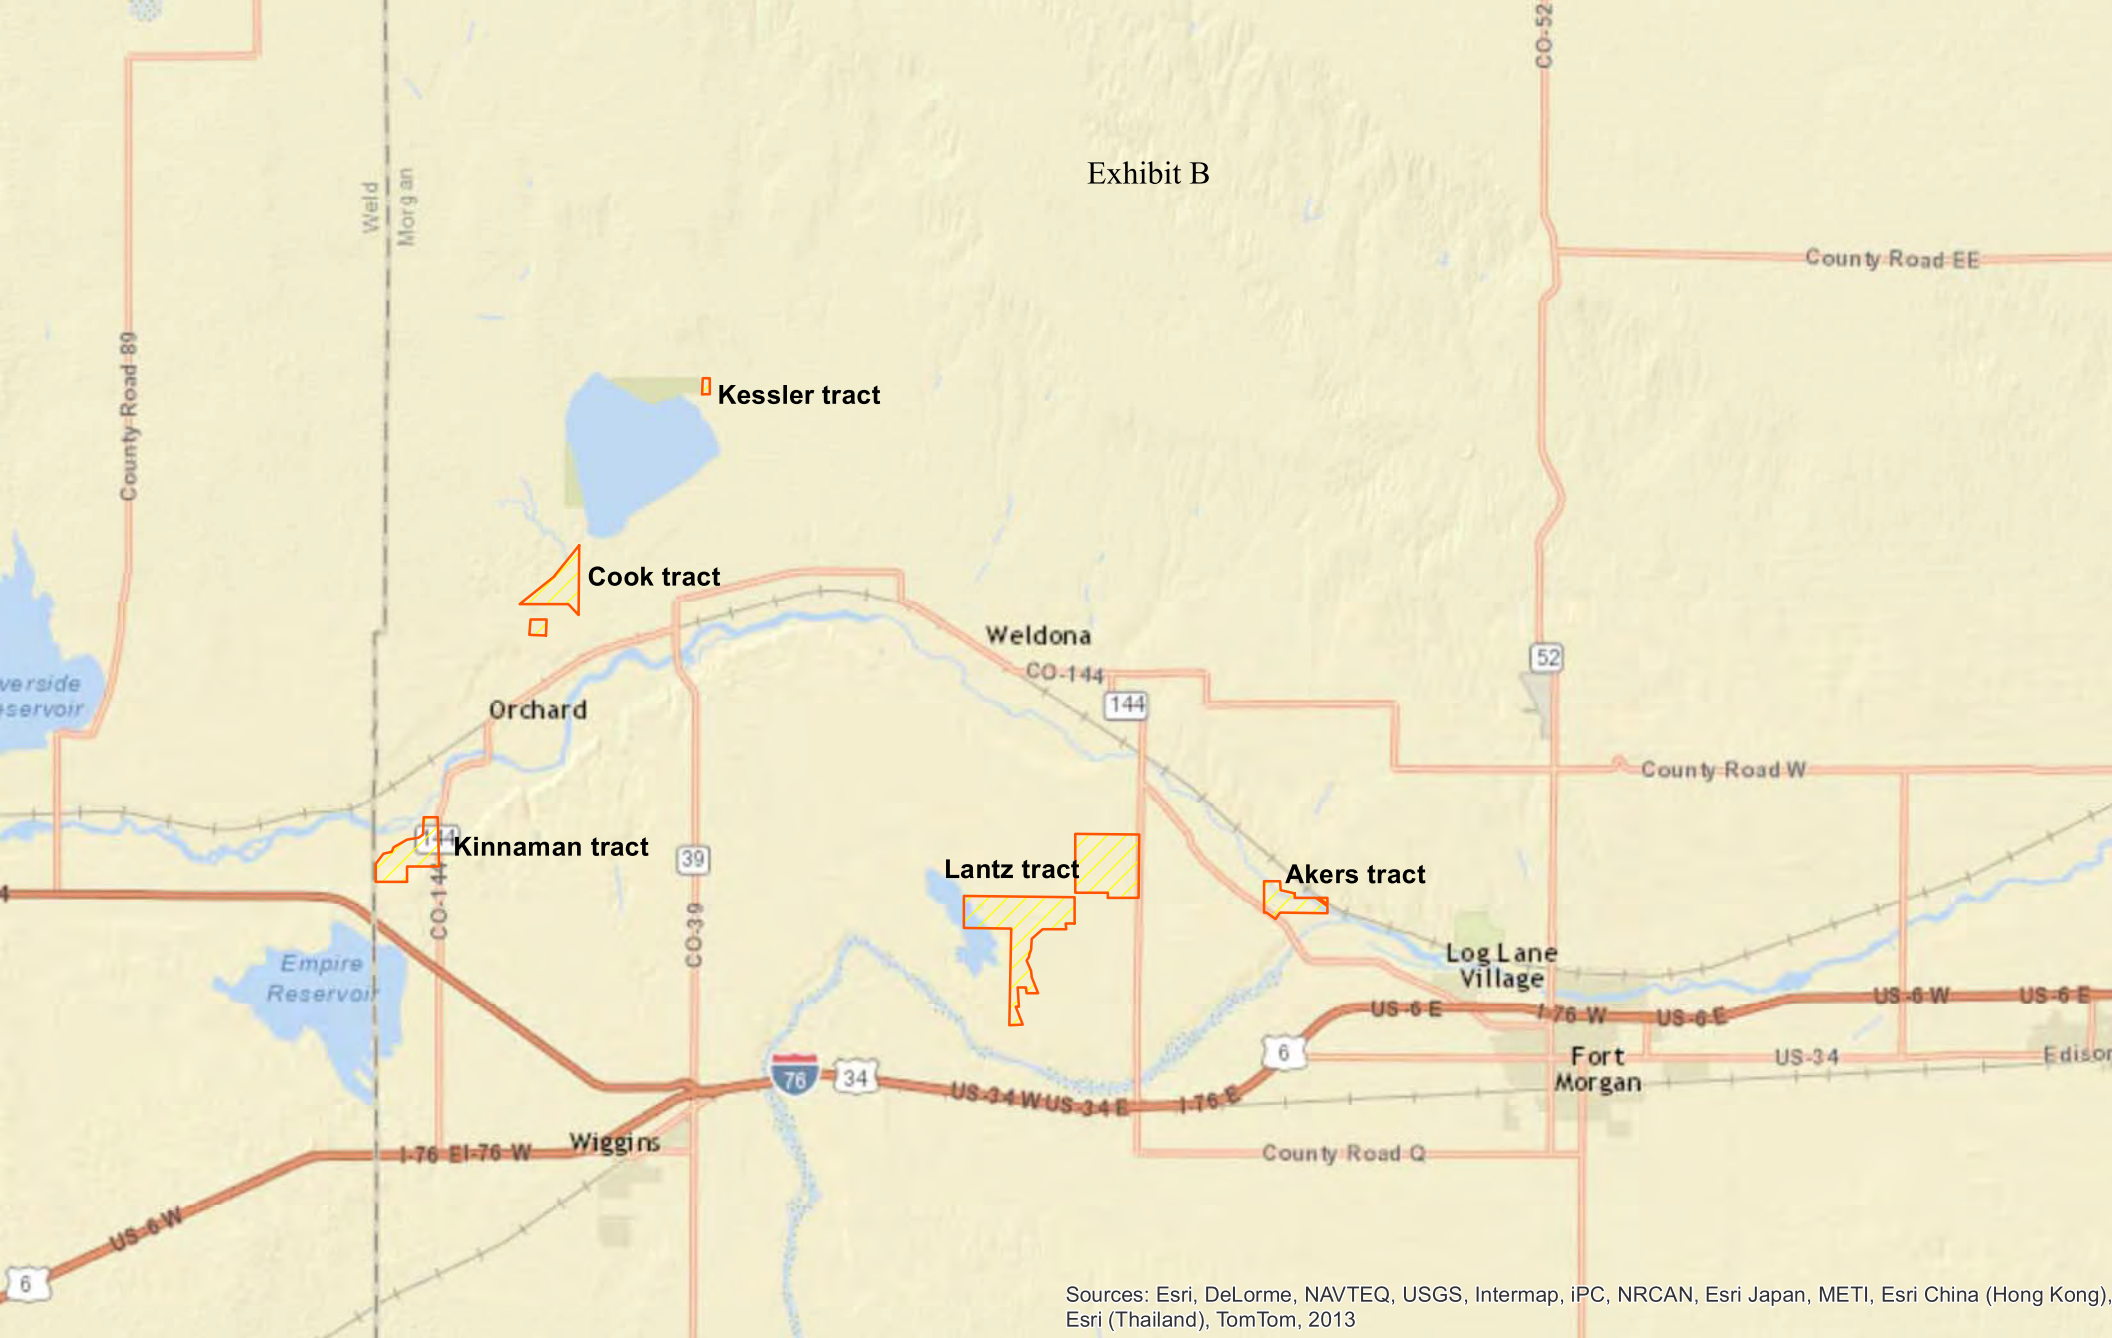 CO-52
Exhibit B
Weld
Morgan
County Road EE
County Road 89
Kessler tract
Cook tract
Weldona
CO-144
52
144
verside
servoir
Orchard
County Road W
144
Kinnaman tract
39
Lantz tract
Akers tract
4
CO-144
CO-39
Empire
Reservoir
Log Lane
Village
US-6 E
I-76 W
US-6 E
US-6 W
US-6 E
6
76
34
US-34 W
US-34 E
I-76 E
Fort
Morgan
US-34
Edison
Wiggins
I-76 E
I-76 W
County Road Q
US-6 W
6
Sources: Esri, DeLorme, NAVTEQ, USGS, Intermap, iPC, NRCAN, Esri Japan, METI, Esri China (Hong Kong),
Esri (Thailand), TomTom, 2013